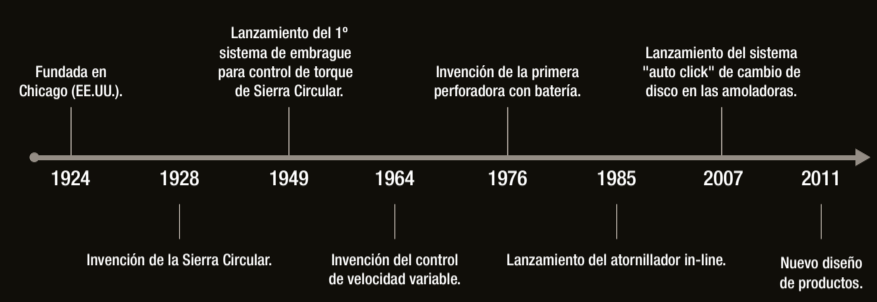 Fundada en
Chicago (EE.UU.).
Lanzamiento del 1º
sistema de embrague
para control de torque
de Sierra Circular.
Invención de la primera
perforadora con batería.
Lanzamiento del sistema
"auto click" de cambio de
disco en las amoladoras.
1924 1928 1949 1964 1976 1985 2007 2011
Invención de la Sierra Circular.
Invención del control
de velocidad variable.
Lanzamiento del atornillador in-line.
Nuevo diseño
de productos.